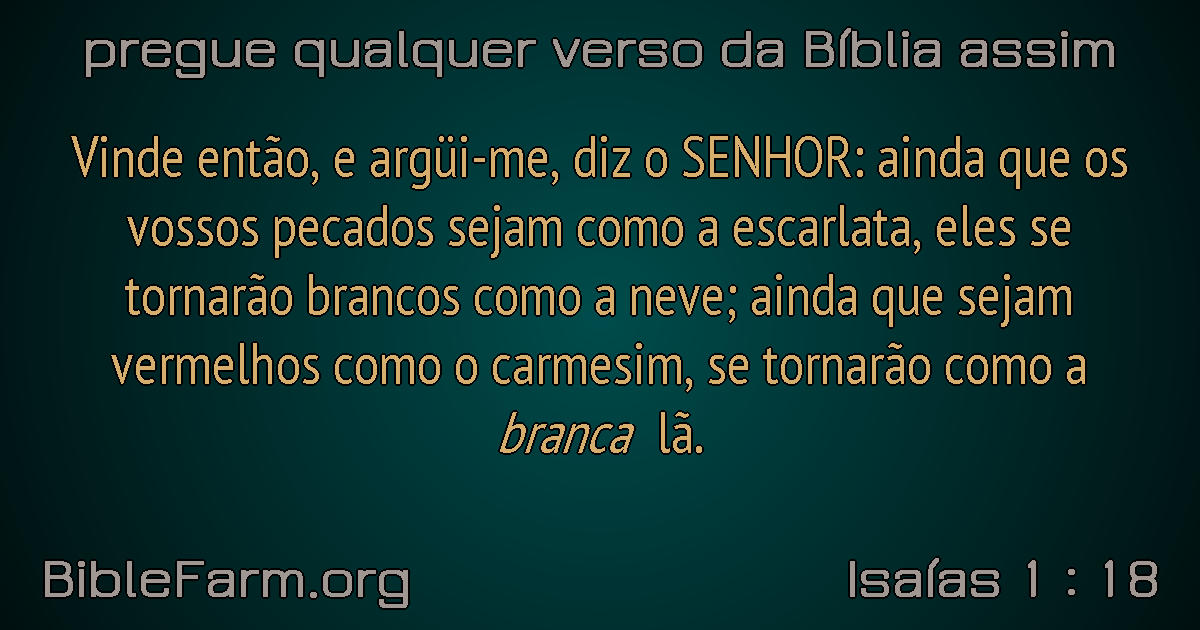 pregue qualquer verso da Bíblia assim
Vinde então, e argüi-me, diz o SENHOR: ainda que os
vossos pecados sejam como a escarlata, eles se
tornarão brancos como a neve; ainda que sejam
vermelhos como o carmesim, se tornarão como a
branca lã.
BibleFarm.org
Isaías 1 : 18